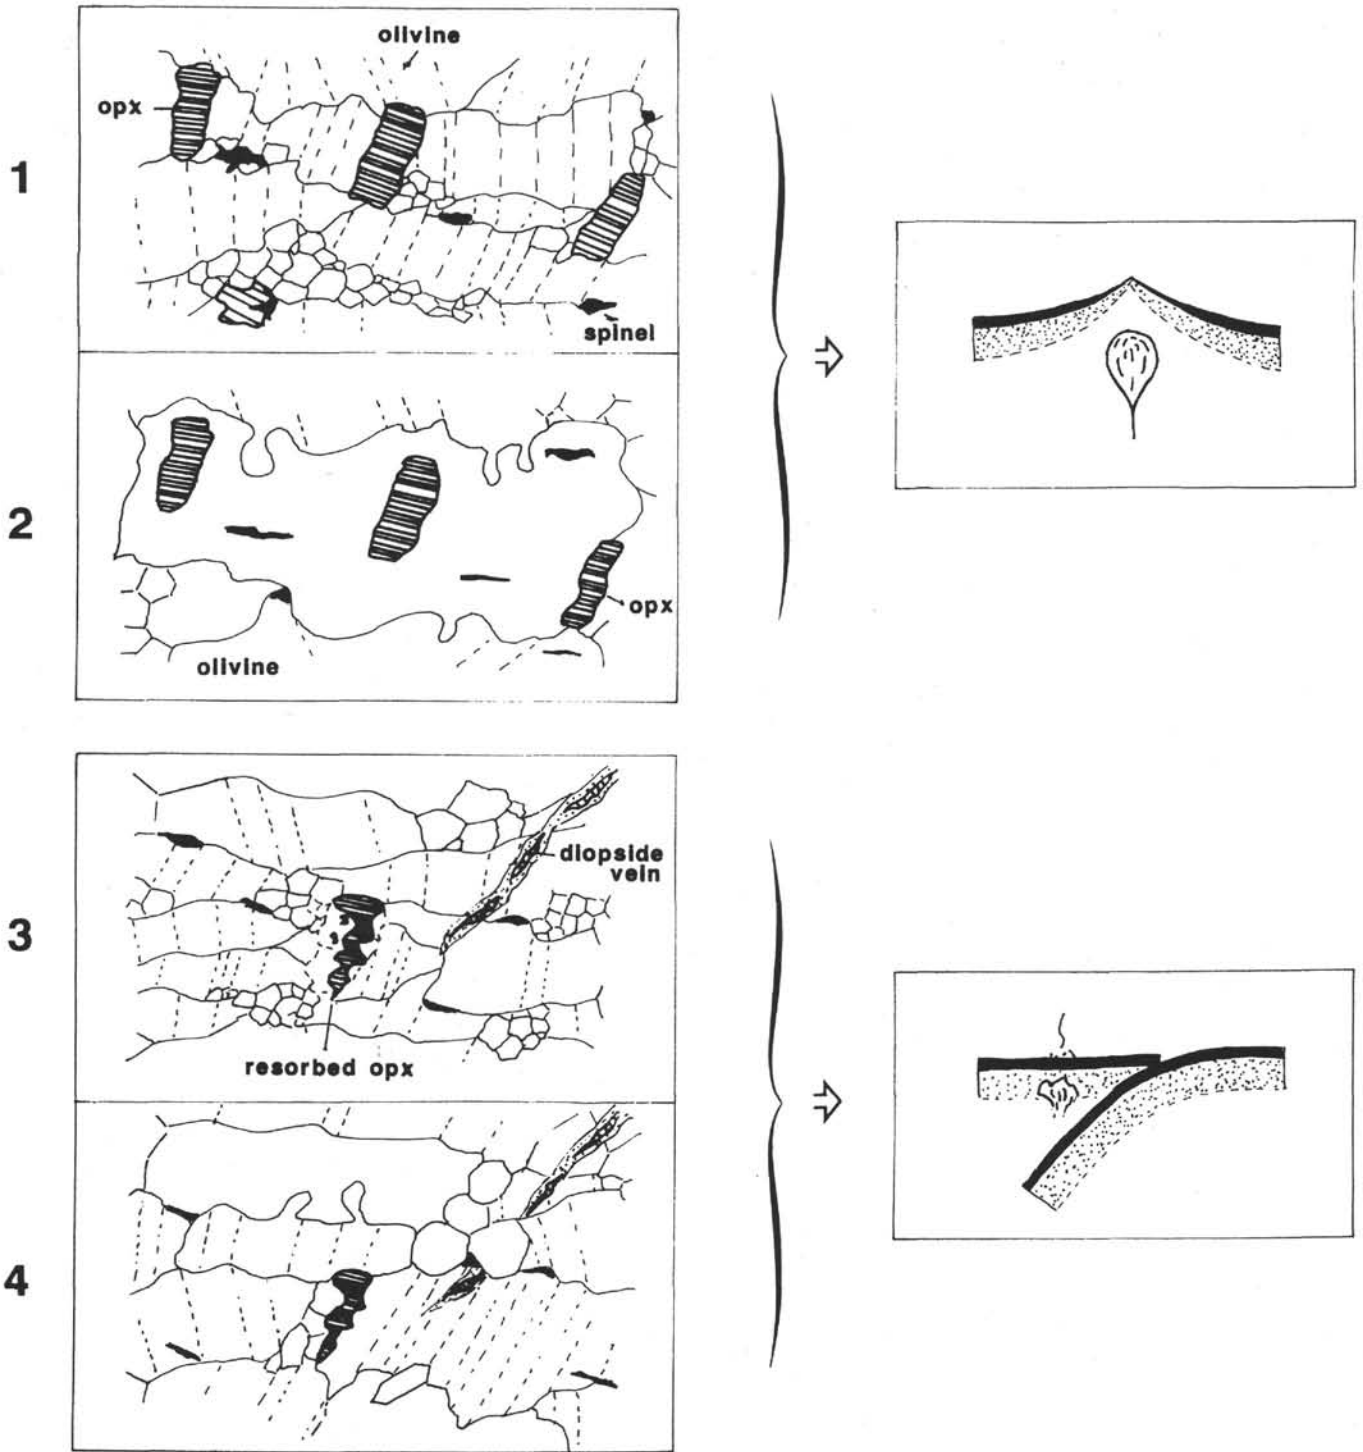 1
olivine
opx
spinel
2
opx
olivine
3
diopside
vein
resorbed opx
4